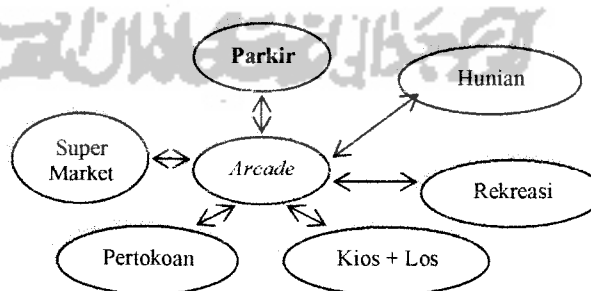 Parkir
Hunian
Super
Market
Arcade
Rekreasi
Pertokoan
Kios + Los